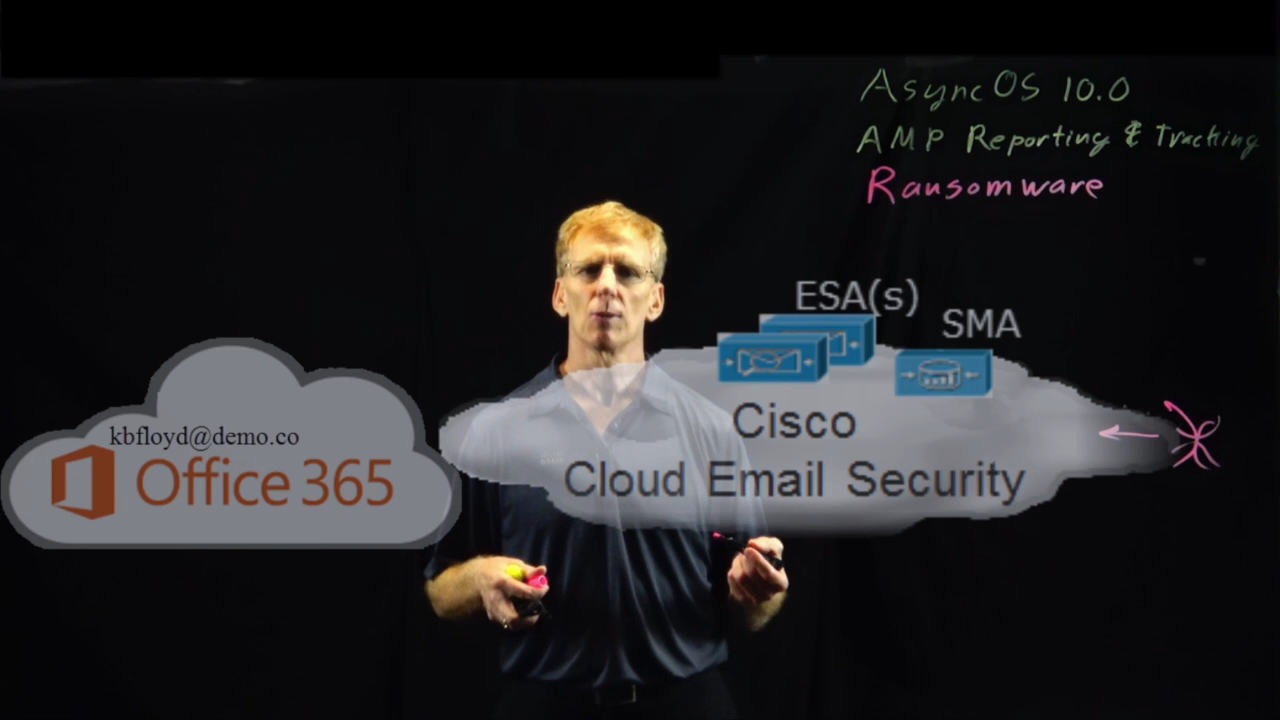 AsyncOS 10.0
AMP Reporting & Tracking
Ransomware
ESA(s)
SMA
Cisco
Cloud Email Security
kbfloyd@demo.co
Office 365